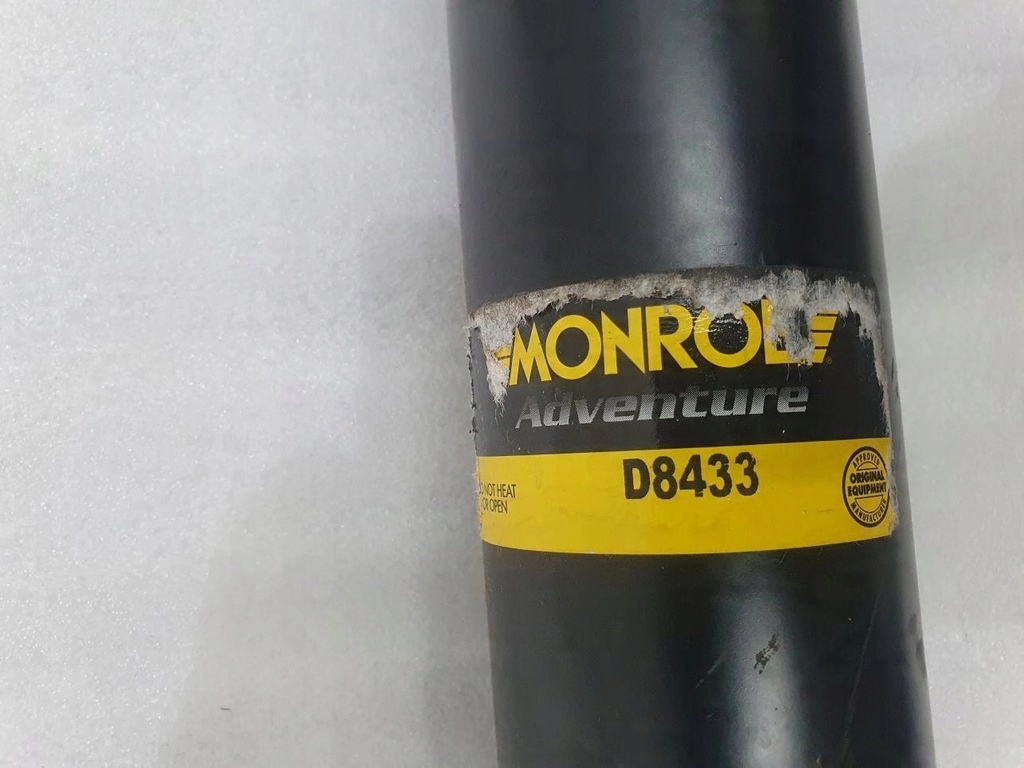 MONROE
Adventure
D8433
NOT HEAT
OR OPEN
APPROVED
ORIGINAL
EQUIPMENT
MANUFACTURER